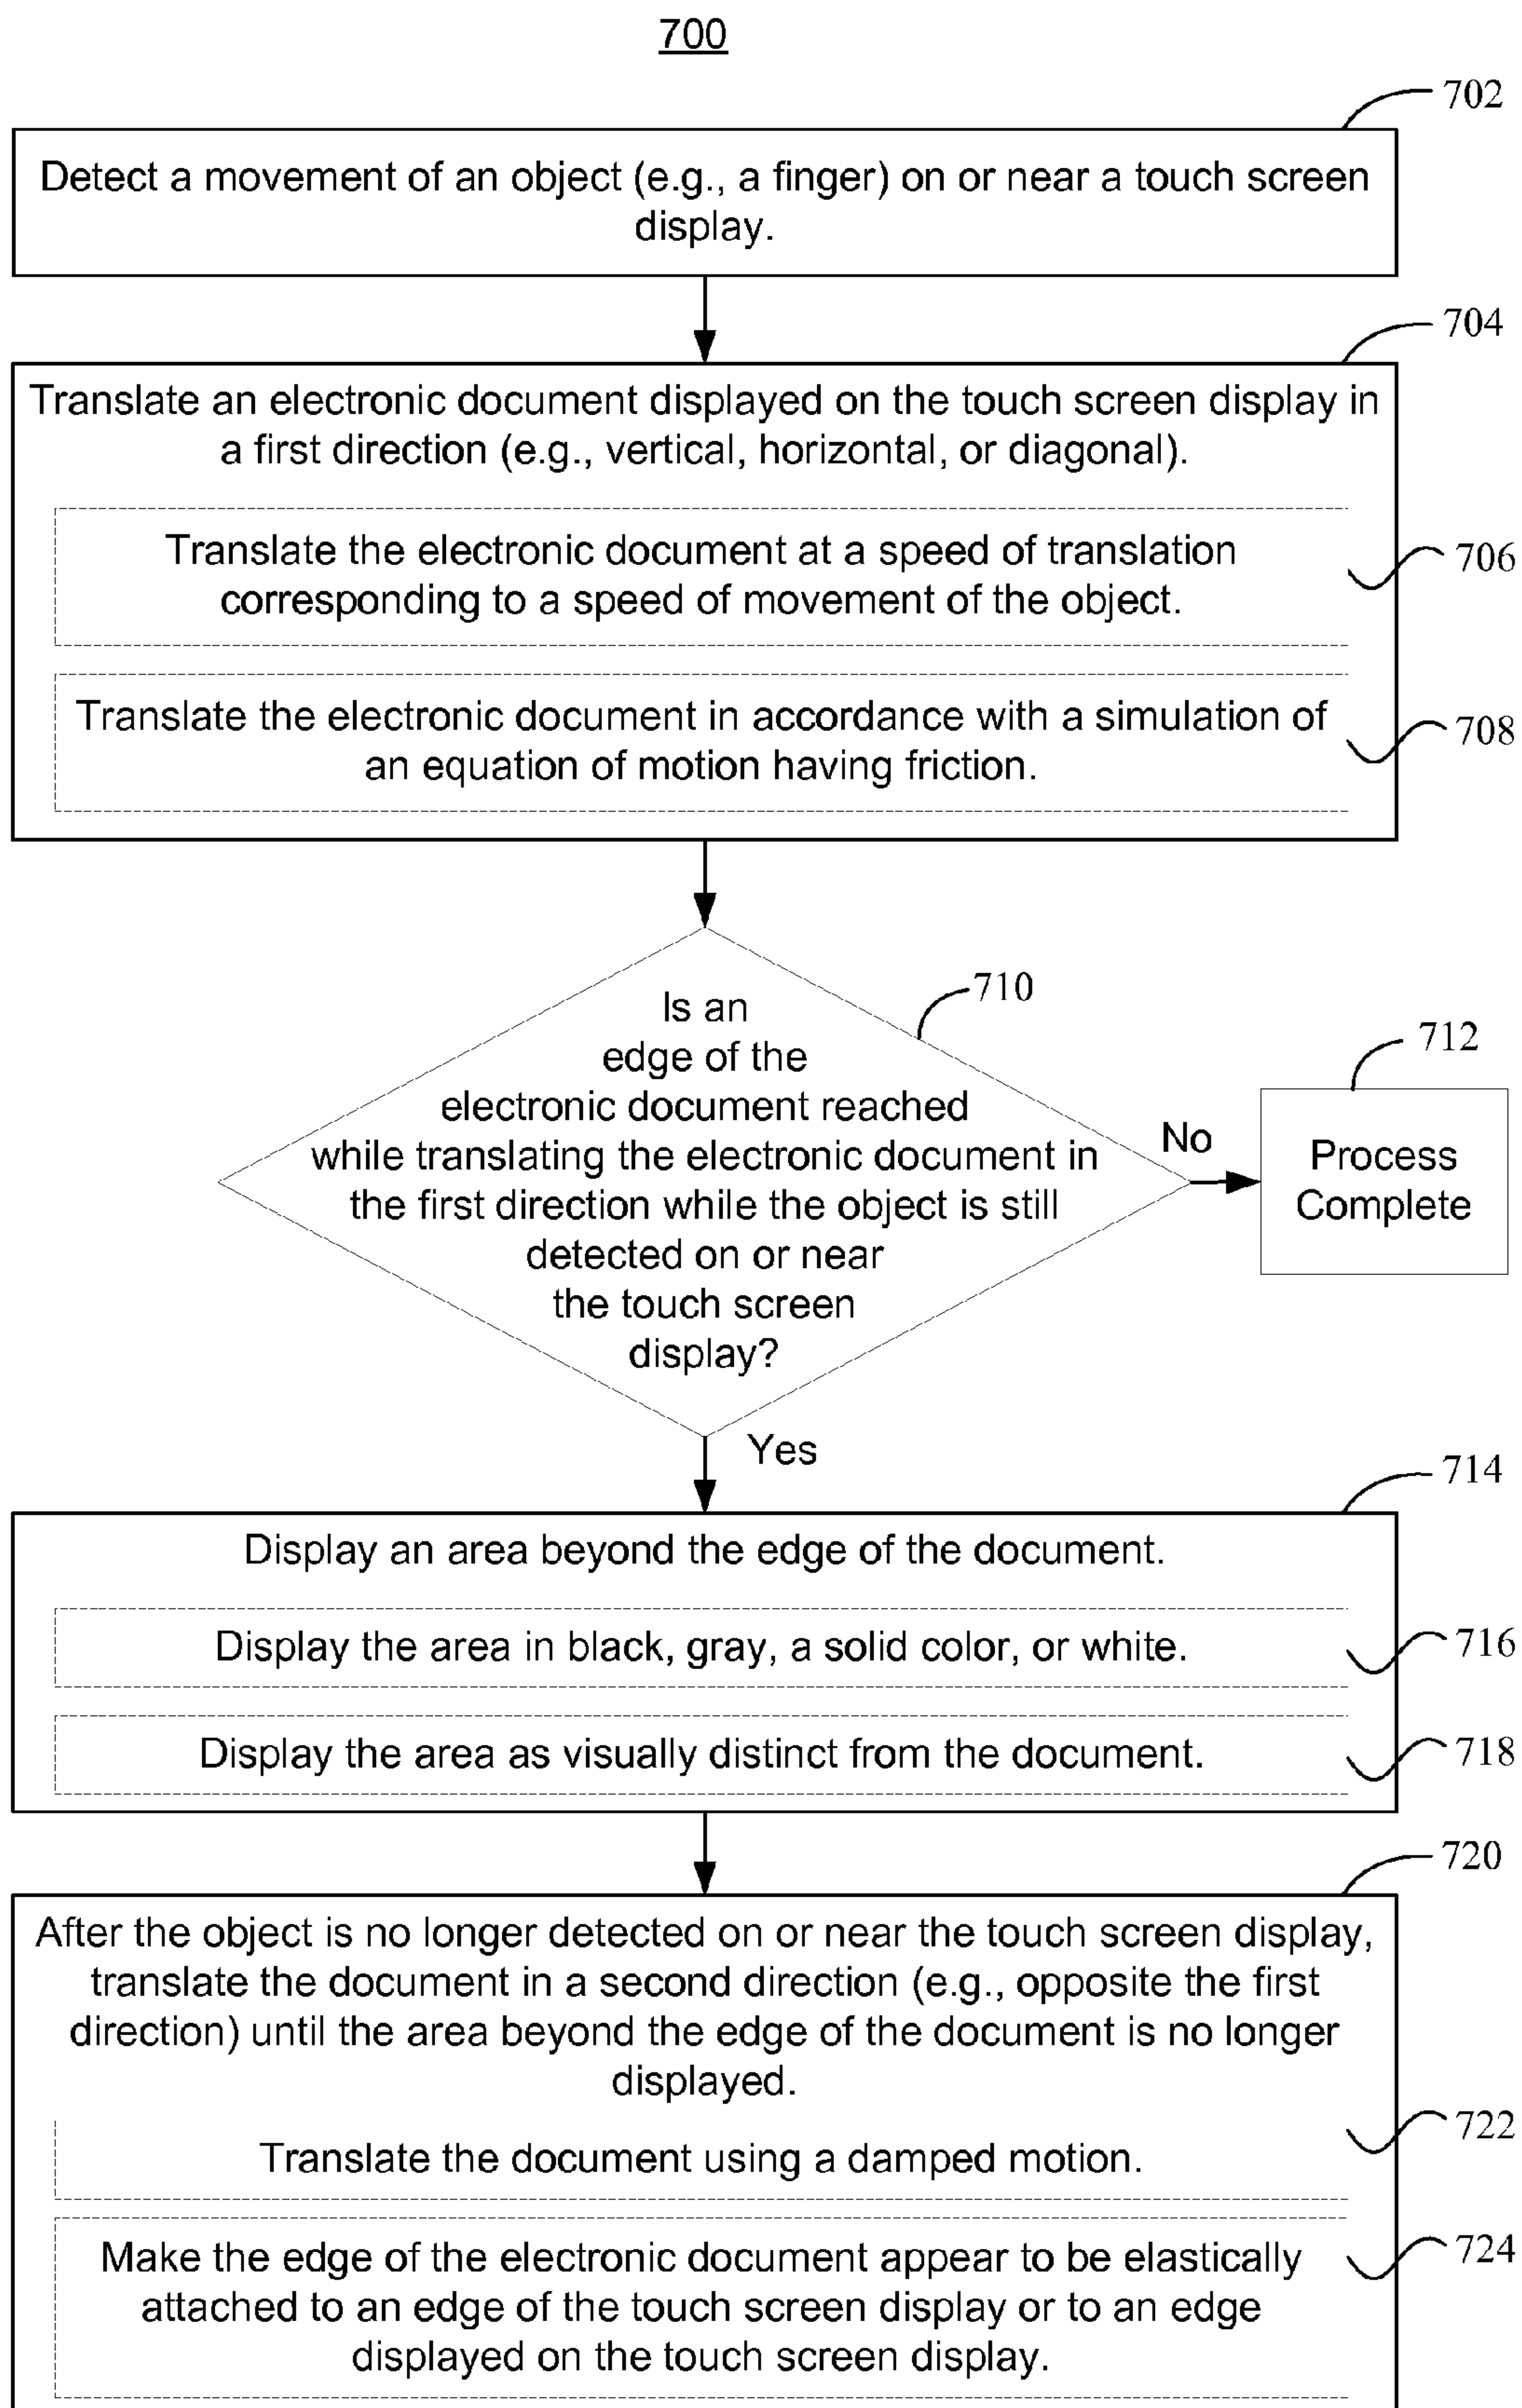 700
702
Detect a movement of an object (e.g., a finger) on or near a touch screen
display.
704
Translate an electronic document displayed on the touch screen display in
a first direction (e.g., vertical, horizontal, or diagonal).
Translate the electronic document at a speed of translation
corresponding to a speed of movement of the object.
706
Translate the electronic document in accordance with a simulation of
an equation of motion having friction.
708
Is an
edge of the
electronic document reached
while translating the electronic document in
the first direction while the object is still
detected on or near
the touch screen
display?
710
No
712
Process
Complete
Yes
714
Display an area beyond the edge of the document.
Display the area in black, gray, a solid color, or white.
716
Display the area as visually distinct from the document.
718
720
After the object is no longer detected on or near the touch screen display,
translate the document in a second direction (e.g., opposite the first
direction) until the area beyond the edge of the document is no longer
displayed.
722
Translate the document using a damped motion.
724
Make the edge of the electronic document appear to be elastically
attached to an edge of the touch screen display or to an edge
displayed on the touch screen display.